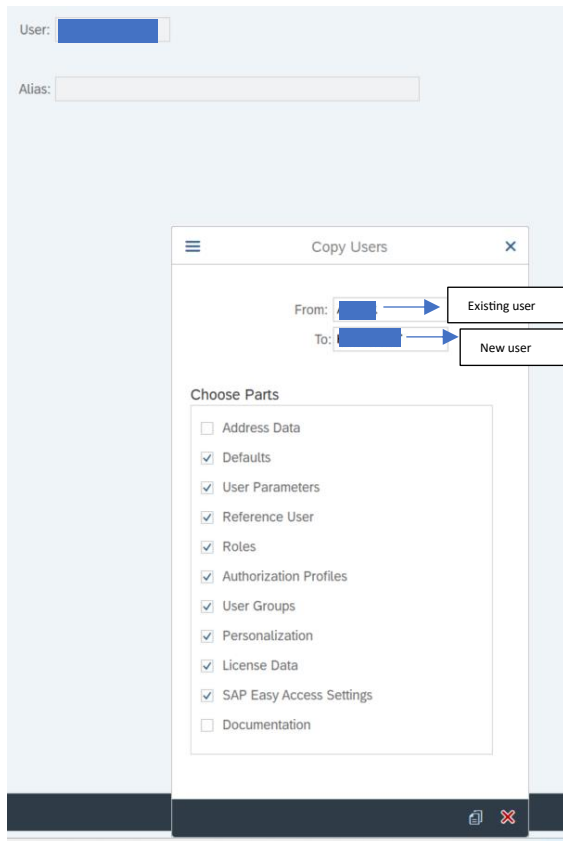 User:
Alias:
Copy Users
From:
Existing user
To:
New user
Choose Parts
Address Data
Defaults
User Parameters
Reference User
Roles
Authorization Profiles
User Groups
Personalization
License Data
SAP Easy Access Settings
Documentation